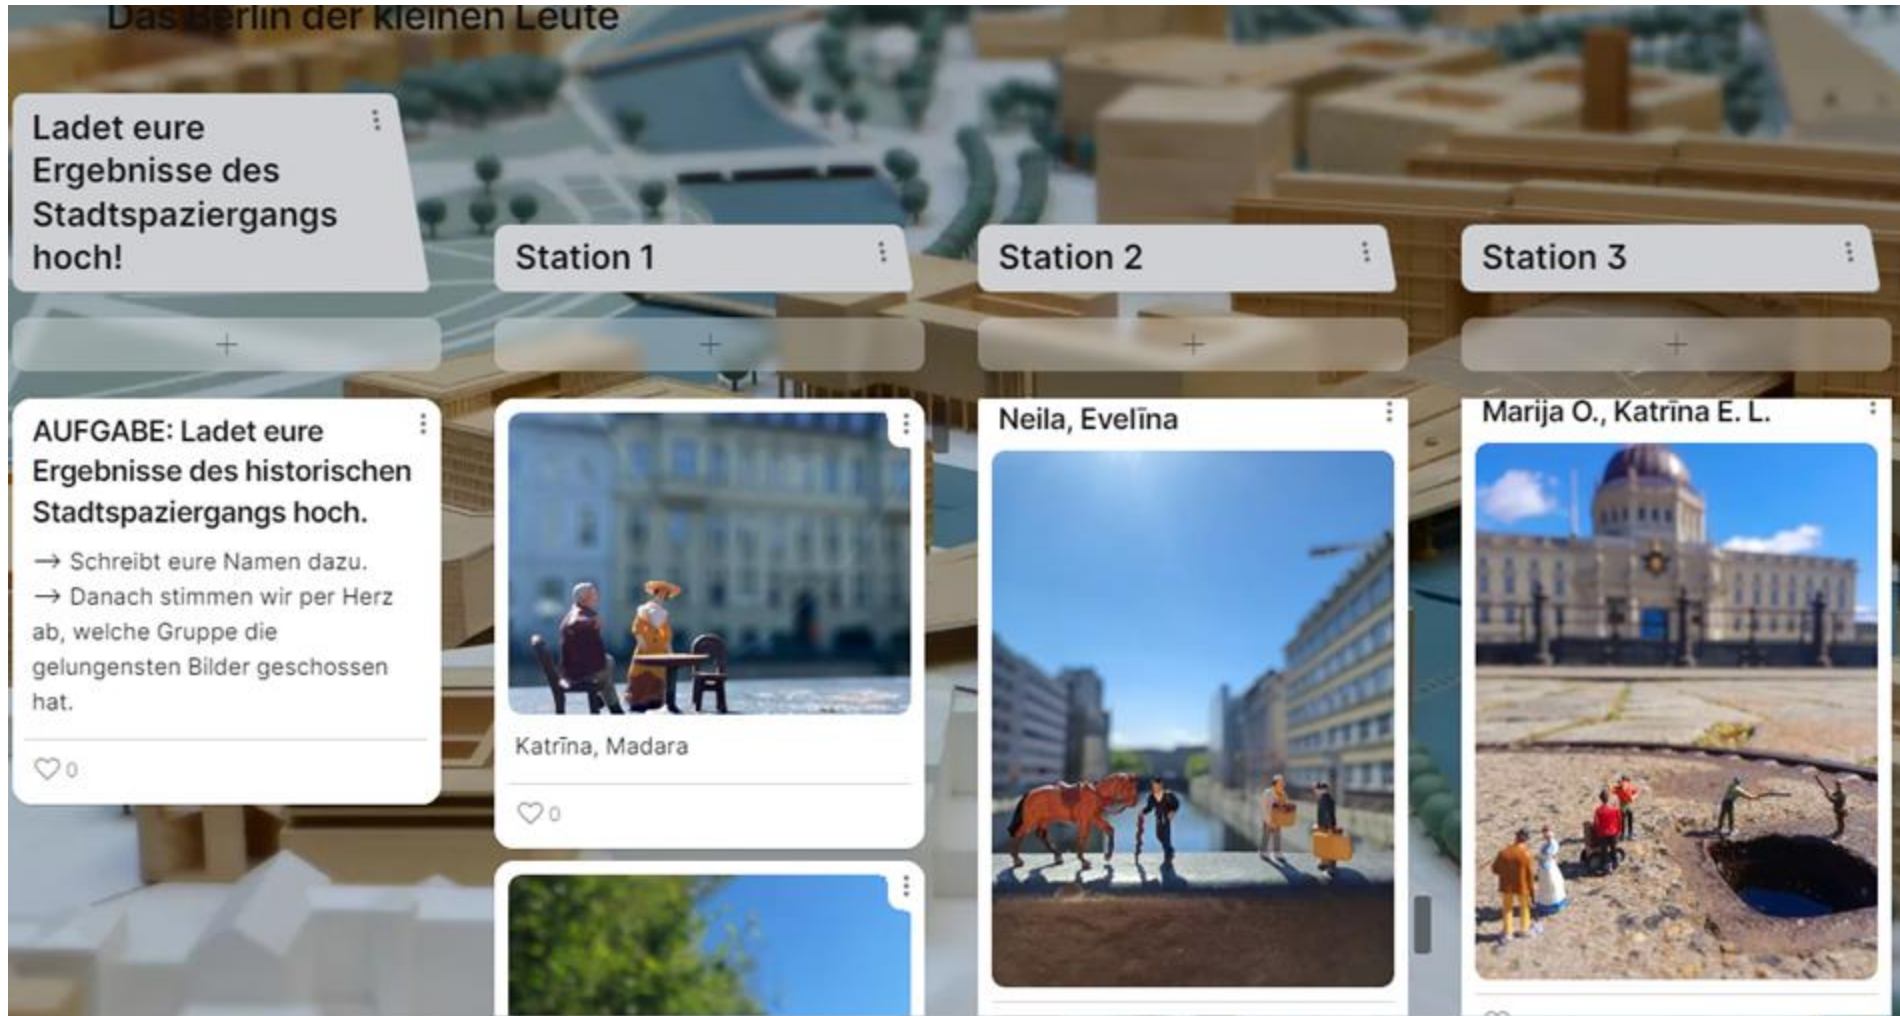 Das Berlin der kleinen Leute
Ladet eure
Ergebnisse des
Stadtspaziergangs
hoch!
Station 1
Station 2
Station 3
AUFGABE: Ladet eure
Ergebnisse des historischen
Stadtspaziergangs hoch.
→ Schreibt eure Namen dazu.
→ Danach stimmen wir per Herz
ab, welche Gruppe die
gelungensten Bilder geschossen
hat.
0
Katrīna, Madara
0
Neila, Evelīna
Marija O., Katrīna E. L.